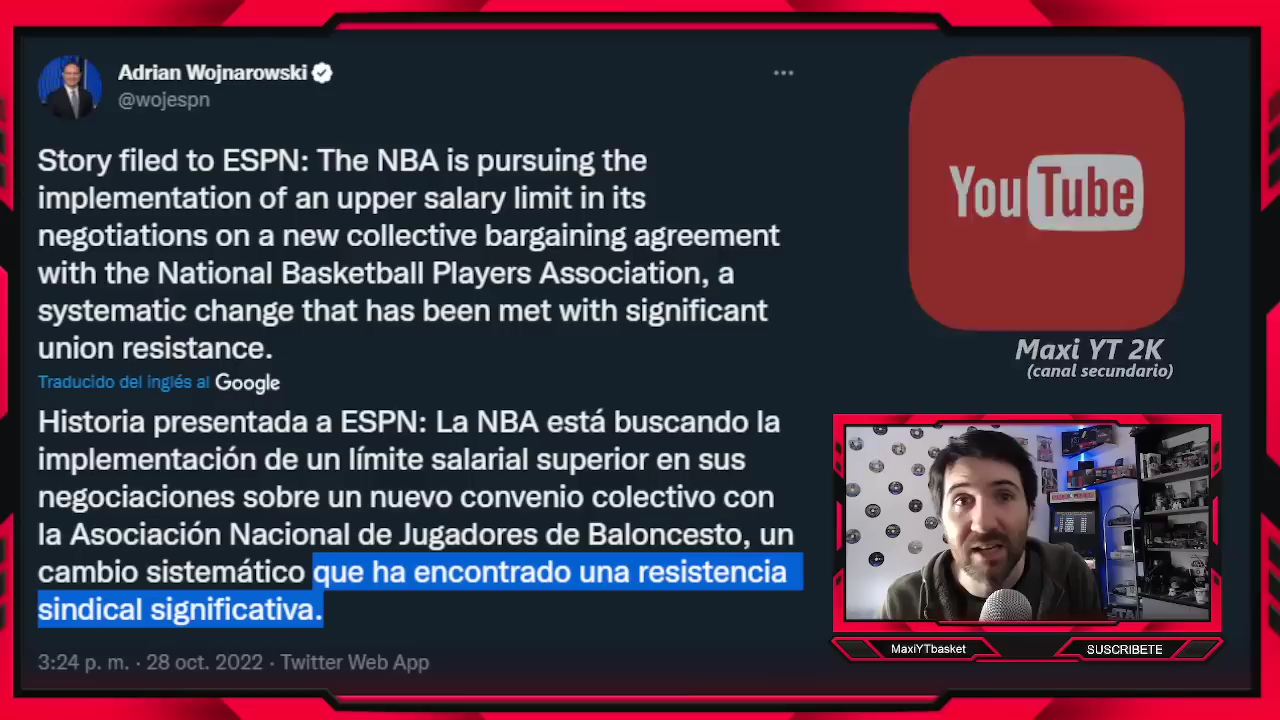 Adrian Wojnarowski
@wojespn
Story filed to ESPN: The NBA is pursuing the
implementation of an upper salary limit in its
negotiations on a new collective bargaining agreement
with the National Basketball Players Association, a
systematic change that has been met with significant
union resistance.
Traducido del inglés al Google
Historia presentada a ESPN: La NBA está buscando la
implementación de un límite salarial superior en sus
negociaciones sobre un nuevo convenio colectivo con
la Asociación Nacional de Jugadores de Baloncesto, un
cambio sistemático que ha encontrado una resistencia
sindical significativa.
3:24 p. m. · 28 oct. 2022 · Twitter Web App
YouTube
Maxi YT 2K
(canal secundario)
MaxiYTbasket
SUSCRIBETE